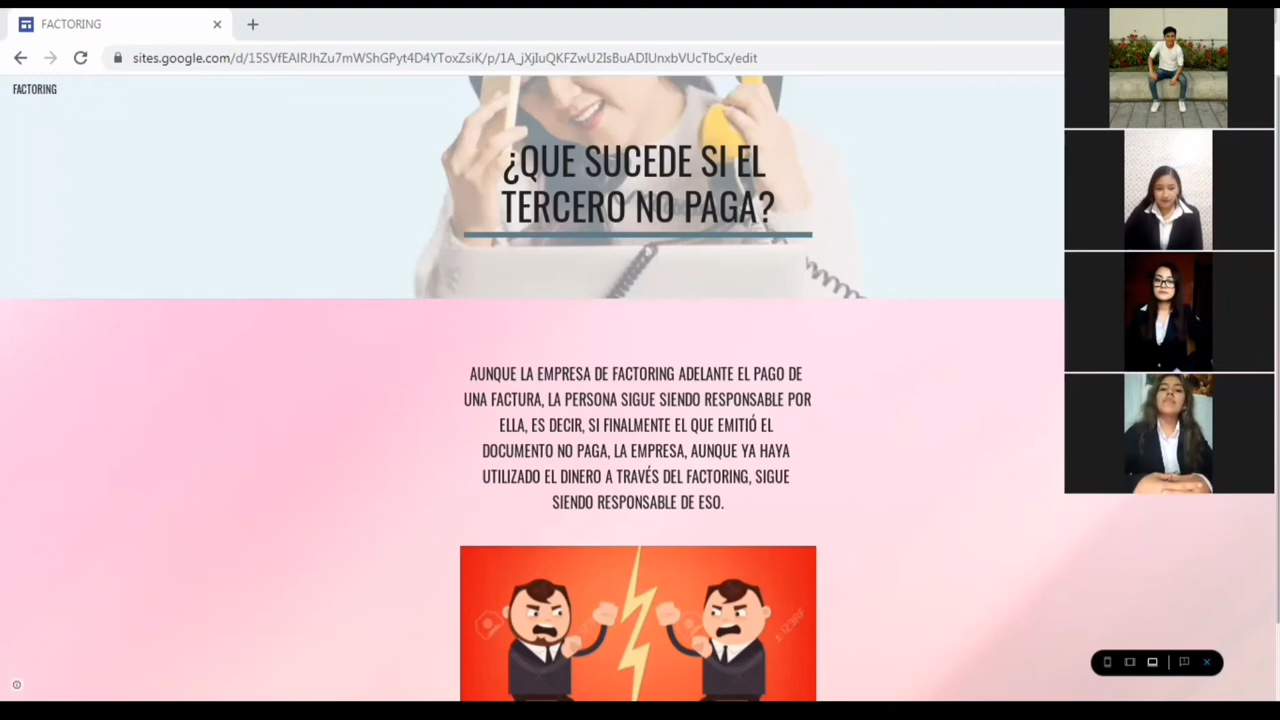 FACTORING
sites.google.com/d/15SVfEAlRJhZu7mWShGPyt4D4YToxZsiK/p/1A_jXjIuQKFZwU2IsBuADIUnxbVUcTbCx/edit
FACTORING
¿QUE SUCEDE SI EL
TERCERO NO PAGA?
AUNQUE LA EMPRESA DE FACTORING ADELANTE EL PAGO DE
UNA FACTURA, LA PERSONA SIGUE SIENDO RESPONSABLE POR
ELLA, ES DECIR, SI FINALMENTE EL QUE EMITIÓ EL
DOCUMENTO NO PAGA, LA EMPRESA, AUNQUE YA HAYA
UTILIZADO EL DINERO A TRAVÉS DEL FACTORING, SIGUE
SIENDO RESPONSABLE DE ESO.
123RF